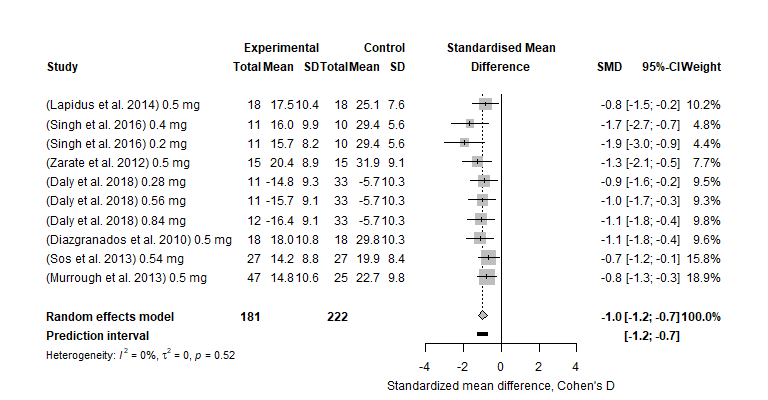 Experimental Control Standardised Mean
Study Total Mean SD Total Mean SD Difference SMD 95%-CI Weight
(Lapidus et al. 2014) 0.5 mg 18 17.5 10.4 18 25.1 7.6 -0.8 [-1.5; -0.2] 10.2%
(Singh et al. 2016) 0.4 mg 11 16.0 9.9 10 29.4 5.6 -1.7 [-2.7; -0.7] 4.8%
(Singh et al. 2016) 0.2 mg 11 15.7 8.2 10 29.4 5.6 -1.9 [-3.0; -0.9] 4.4%
(Zarate et al. 2012) 0.5 mg 15 20.4 8.9 15 31.9 9.1 -1.3 [-2.1; -0.5] 7.7%
(Daly et al. 2018) 0.28 mg 11 -14.8 9.3 33 -5.7 10.3 -0.9 [-1.6; -0.2] 9.5%
(Daly et al. 2018) 0.56 mg 11 -15.7 9.1 33 -5.7 10.3 -1.0 [-1.7; -0.3] 9.3%
(Daly et al. 2018) 0.84 mg 12 -16.4 9.1 33 -5.7 10.3 -1.1 [-1.8; -0.4] 9.8%
(Diazgranados et al. 2010) 0.5 mg 18 18.0 10.8 18 29.8 10.3 -1.1 [-1.8; -0.4] 9.6%
(Sos et al. 2013) 0.54 mg 27 14.2 8.8 27 19.9 8.4 -0.7 [-1.2; -0.1] 15.8%
(Murrough et al. 2013) 0.5 mg 47 14.8 10.6 25 22.7 9.8 -0.8 [-1.3; -0.3] 18.9%
Random effects model 181 222 -1.0 [-1.2; -0.7] 100.0%
Prediction interval [-1.2; -0.7]
Heterogeneity: I² = 0%, τ² = 0, p = 0.52
-4 -2 0 2 4
Standardized mean difference, Cohen's D